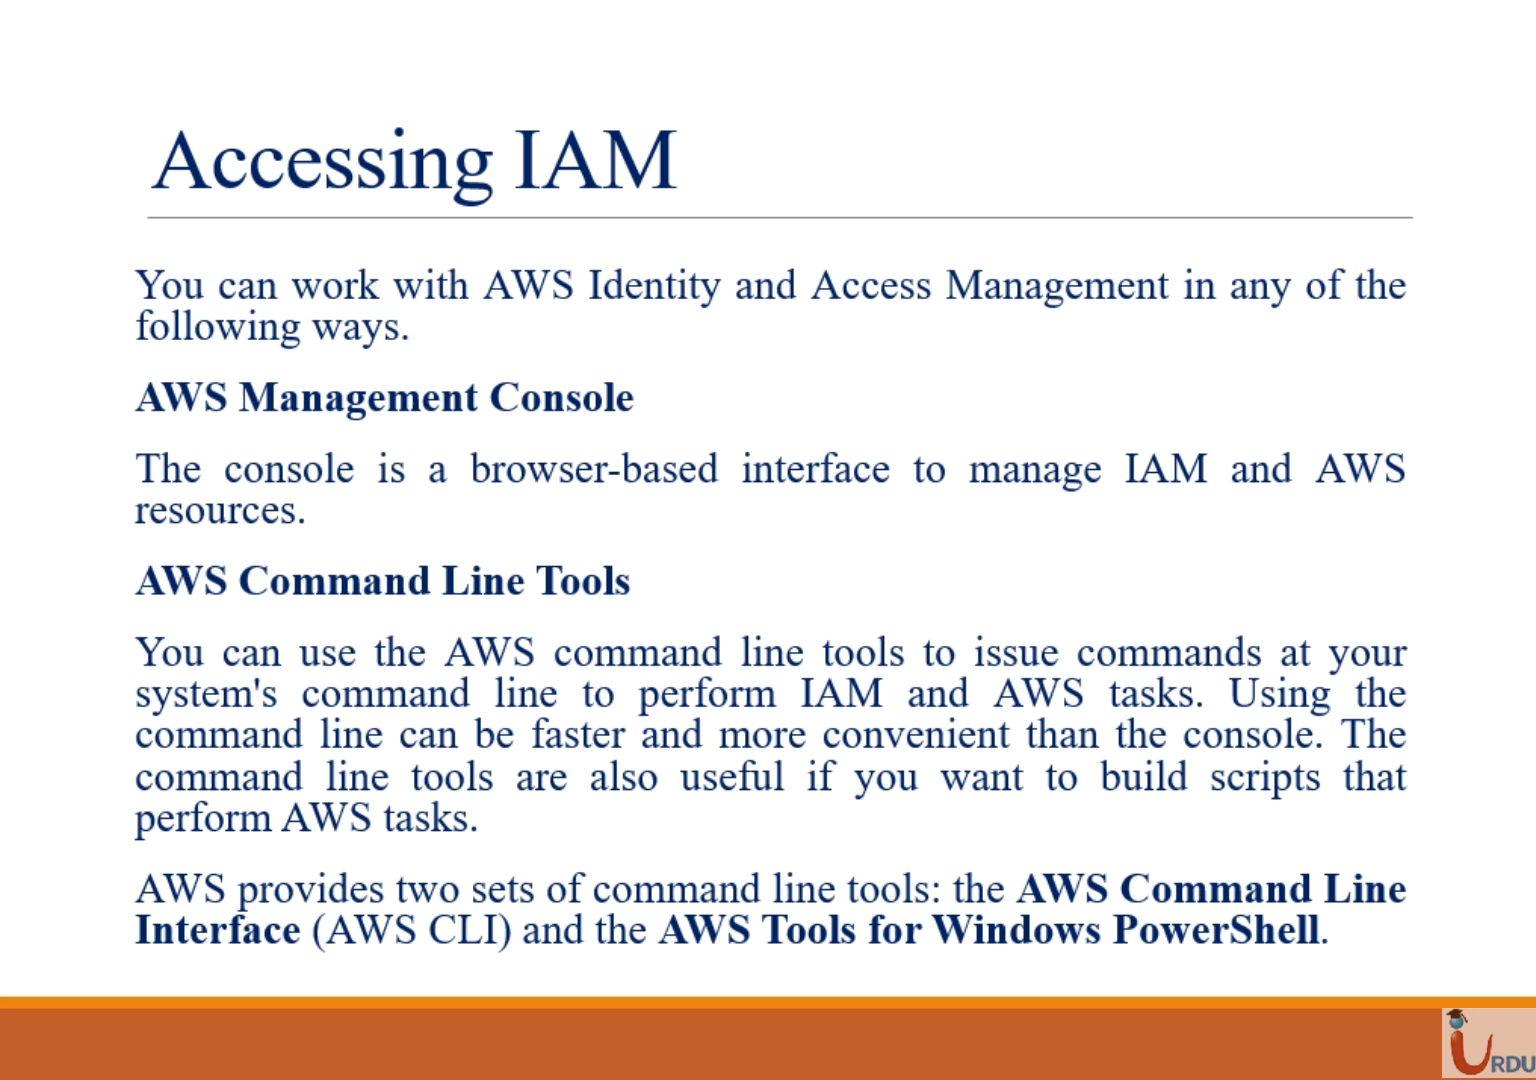 Accessing IAM
You can work with AWS Identity and Access Management in any of the
following ways.
AWS Management Console
The console is a browser-based interface to manage IAM and AWS
resources.
AWS Command Line Tools
You can use the AWS command line tools to issue commands at your
system's command line to perform IAM and AWS tasks. Using the
command line can be faster and more convenient than the console. The
command line tools are also useful if you want to build scripts that
perform AWS tasks.
AWS provides two sets of command line tools: the AWS Command Line
Interface (AWS CLI) and the AWS Tools for Windows PowerShell.
iURDU